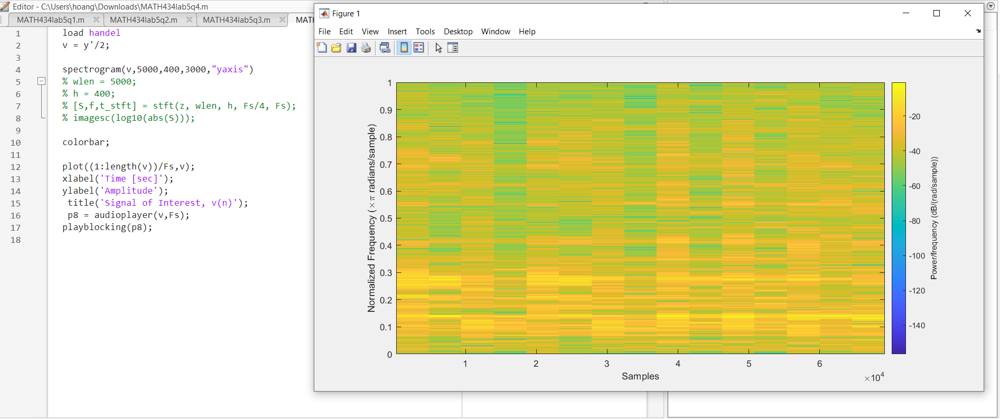 Editor - C:\Users\hoang\Downloads\MATH434lab5q4.m
MATH434lab5q1.m
MATH434lab5q2.m
MATH434lab5q3.m
MATH
1 load handel
2 v = y'/2;
3
4 spectrogram(v,5000,400,3000,"yaxis")
5 % wlen = 5000;
6 % h = 400;
7 % [S,f,t_stft] = stft(z, wlen, h, Fs/4, Fs);
8 % imagesc(log10(abs(S)));
9
10 colorbar;
11
12 plot((1:length(v))/Fs,v);
13 xlabel('Time [sec]');
14 ylabel('Amplitude');
15 title('Signal of Interest, v(n)');
16 p8 = audioplayer(v,Fs);
17 playblocking(p8);
18
Figure 1
File Edit View Insert Tools Desktop Window Help
1
0.9
0.8
0.7
0.6
0.5
0.4
0.3
0.2
0.1
0
Normalized Frequency (×π radians/sample)
1 2 3 4 5 6
×10⁴
Samples
-20
-40
-60
-80
-100
-120
-140
Power/frequency (dB/(rad/sample))